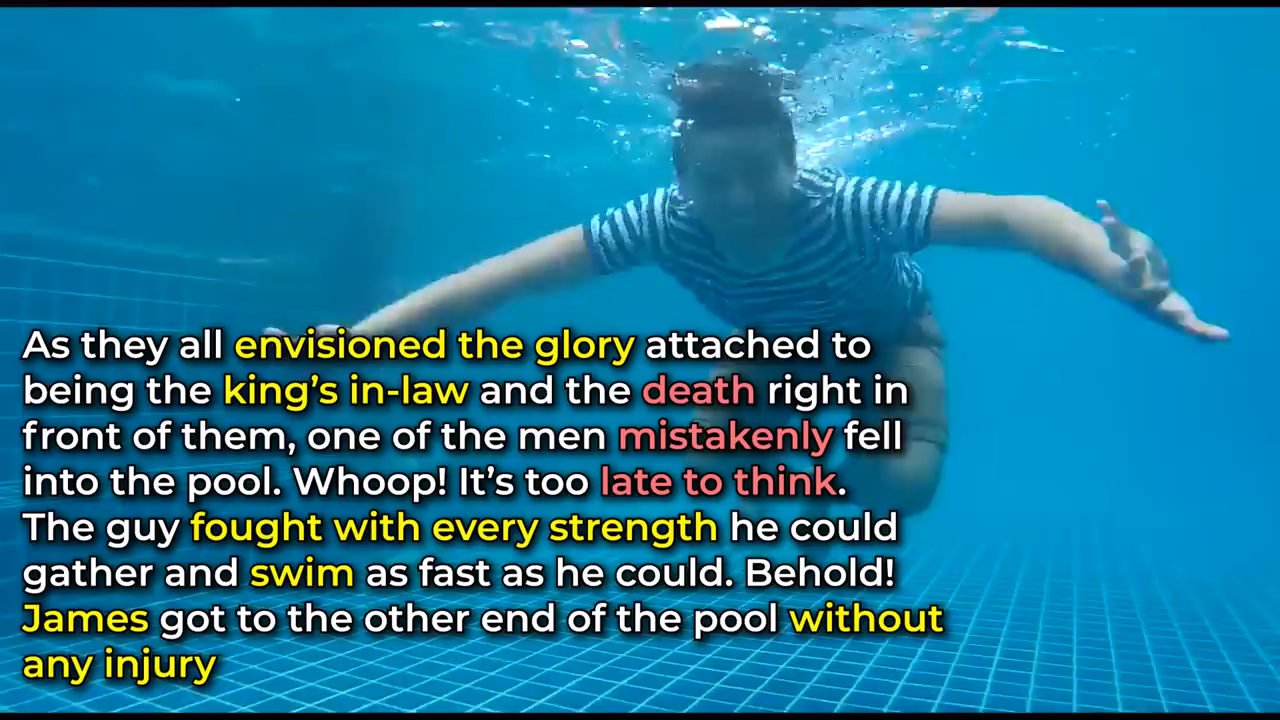 As they all envisioned the glory attached to
being the king's in-law and the death right in
front of them, one of the men mistakenly fell
into the pool. Whoop! It's too late to think.
The guy fought with every strength he could
gather and swim as fast as he could. Behold!
James got to the other end of the pool without
any injury